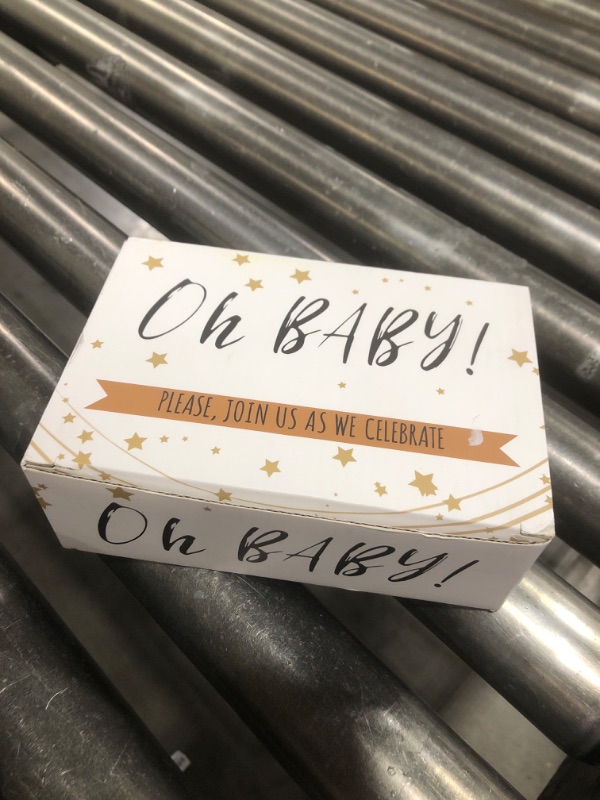 Oh BABY!
PLEASE, JOIN US AS WE CELEBRATE
Oh BABY!